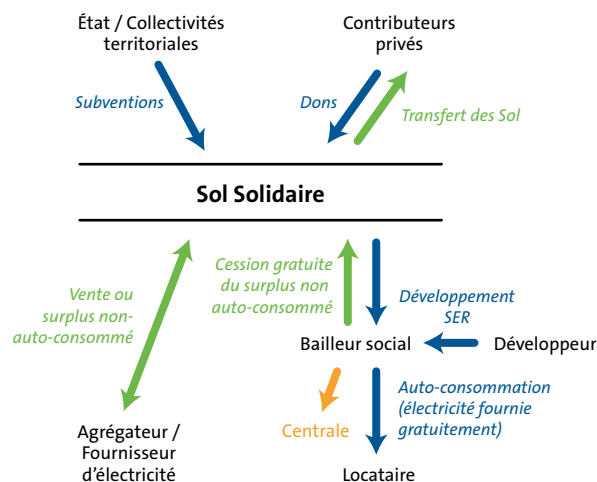 État / Collectivités
territoriales
Contributeurs
privés
Subventions
Dons
Transfert des Sol
Sol Solidaire
Vente ou
surplus non-
auto-consommé
Cession gratuite
du surplus non
auto-consommé
Développement
SER
Bailleur social
Développeur
Centrale
Auto-consommation
(électricité fournie
gratuitement)
Agrégateur /
Fournisseur
d’électricité
Locataire